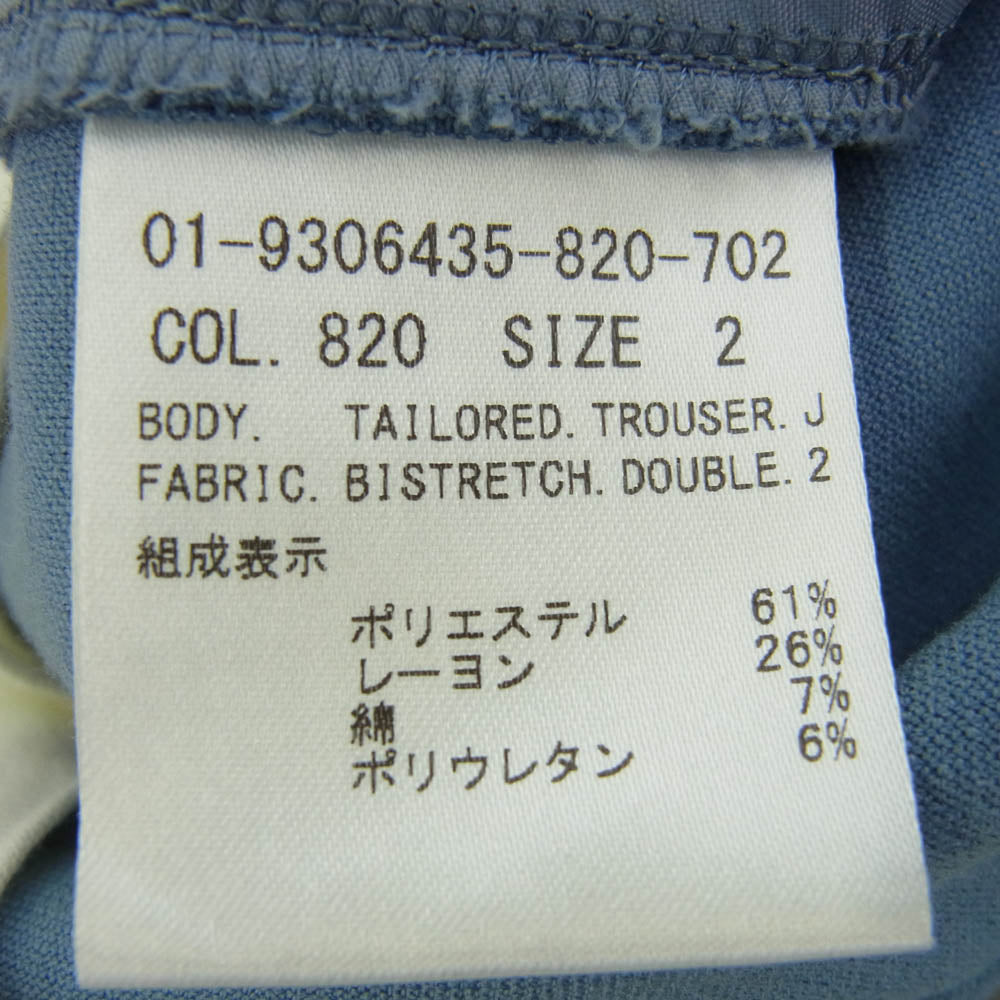 01-9306435-820-702
COL. 820 SIZE 2
BODY. TAILORED. TROUSER. J
FABRIC. BISTRETCH. DOUBLE. 2
組成表示
ポリエステル 61%
レーヨン 26%
綿 7%
ポリウレタン 6%